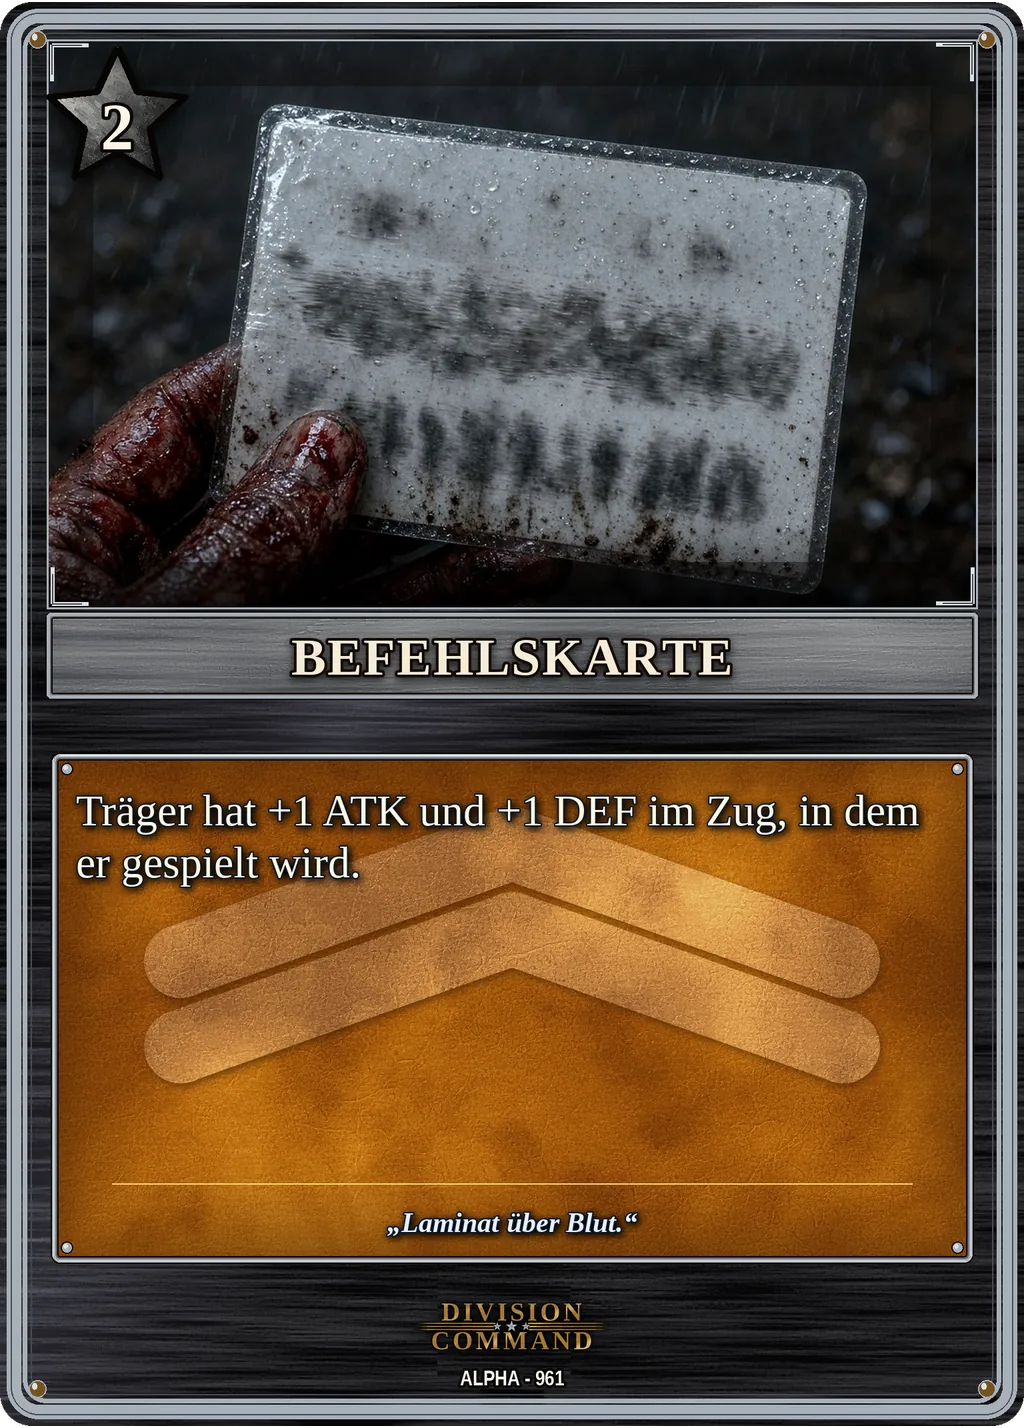 2
BEFEHLSKARTE
Träger hat +1 ATK und +1 DEF im Zug, in dem
er gespielt wird.
„Laminat über Blut.“
DIVISION
COMMAND
ALPHA - 961